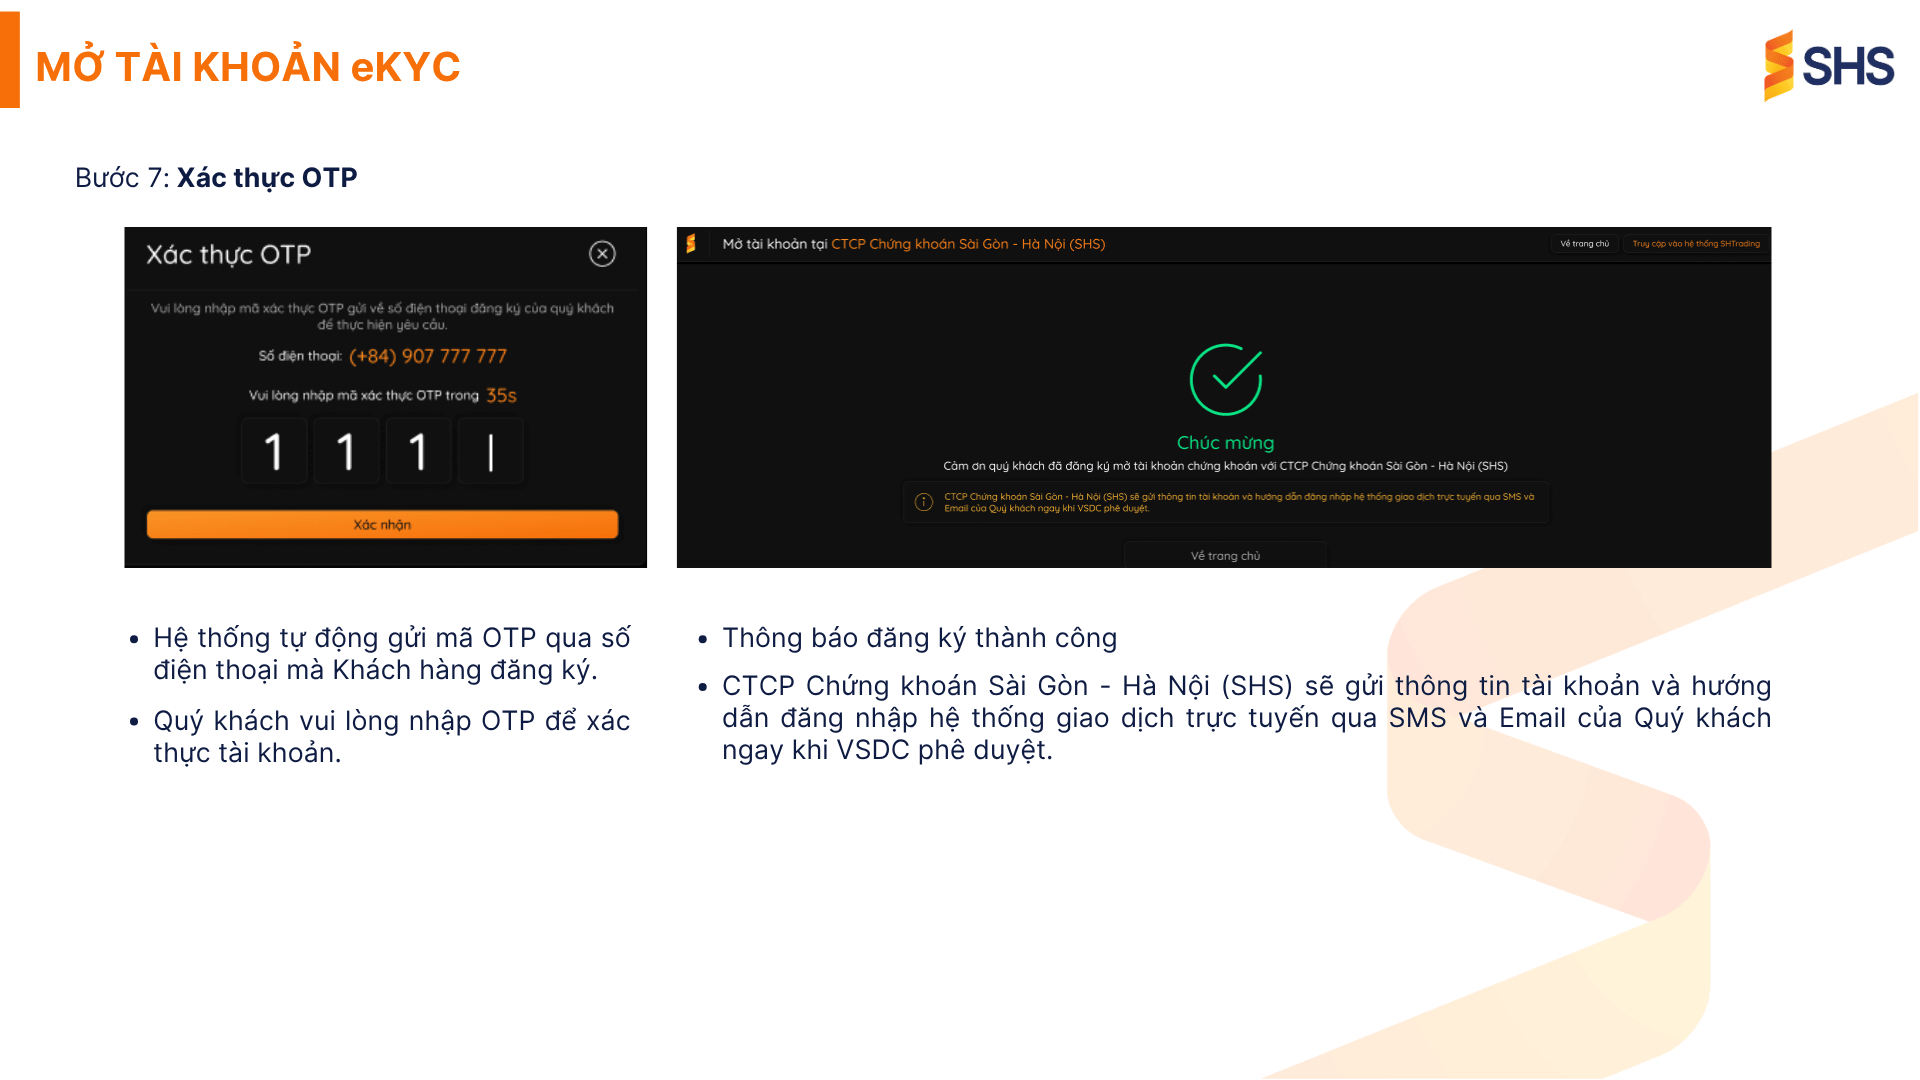 MỞ TÀI KHOẢN eKYC
SHS
Bước 7: Xác thực OTP
Xác thực OTP
Vui lòng nhập mã xác thực OTP gửi về số điện thoại đăng ký của quý khách
để thực hiện yêu cầu.
Số điện thoại: (+84) 907 777 777
Vui lòng nhập mã xác thực OTP trong 35s
1 1 1
Xác nhận
Mở tài khoản tại CTCP Chứng khoán Sài Gòn - Hà Nội (SHS)
Về trang chủ
Truy cập vào hệ thống SHTrading
Chúc mừng
Cảm ơn quý khách đã đăng ký mở tài khoản chứng khoán với CTCP Chứng khoán Sài Gòn - Hà Nội (SHS)
CTCP Chứng khoán Sài Gòn - Hà Nội (SHS) sẽ gửi thông tin tài khoản và hướng dẫn đăng nhập hệ thống giao dịch trực tuyến qua SMS và
Email của Quý khách ngay khi VSDC phê duyệt.
Về trang chủ
• Hệ thống tự động gửi mã OTP qua số
điện thoại mà Khách hàng đăng ký.
• Quý khách vui lòng nhập OTP để xác
thực tài khoản.
• Thông báo đăng ký thành công
• CTCP Chứng khoán Sài Gòn - Hà Nội (SHS) sẽ gửi thông tin tài khoản và hướng
dẫn đăng nhập hệ thống giao dịch trực tuyến qua SMS và Email của Quý khách
ngay khi VSDC phê duyệt.